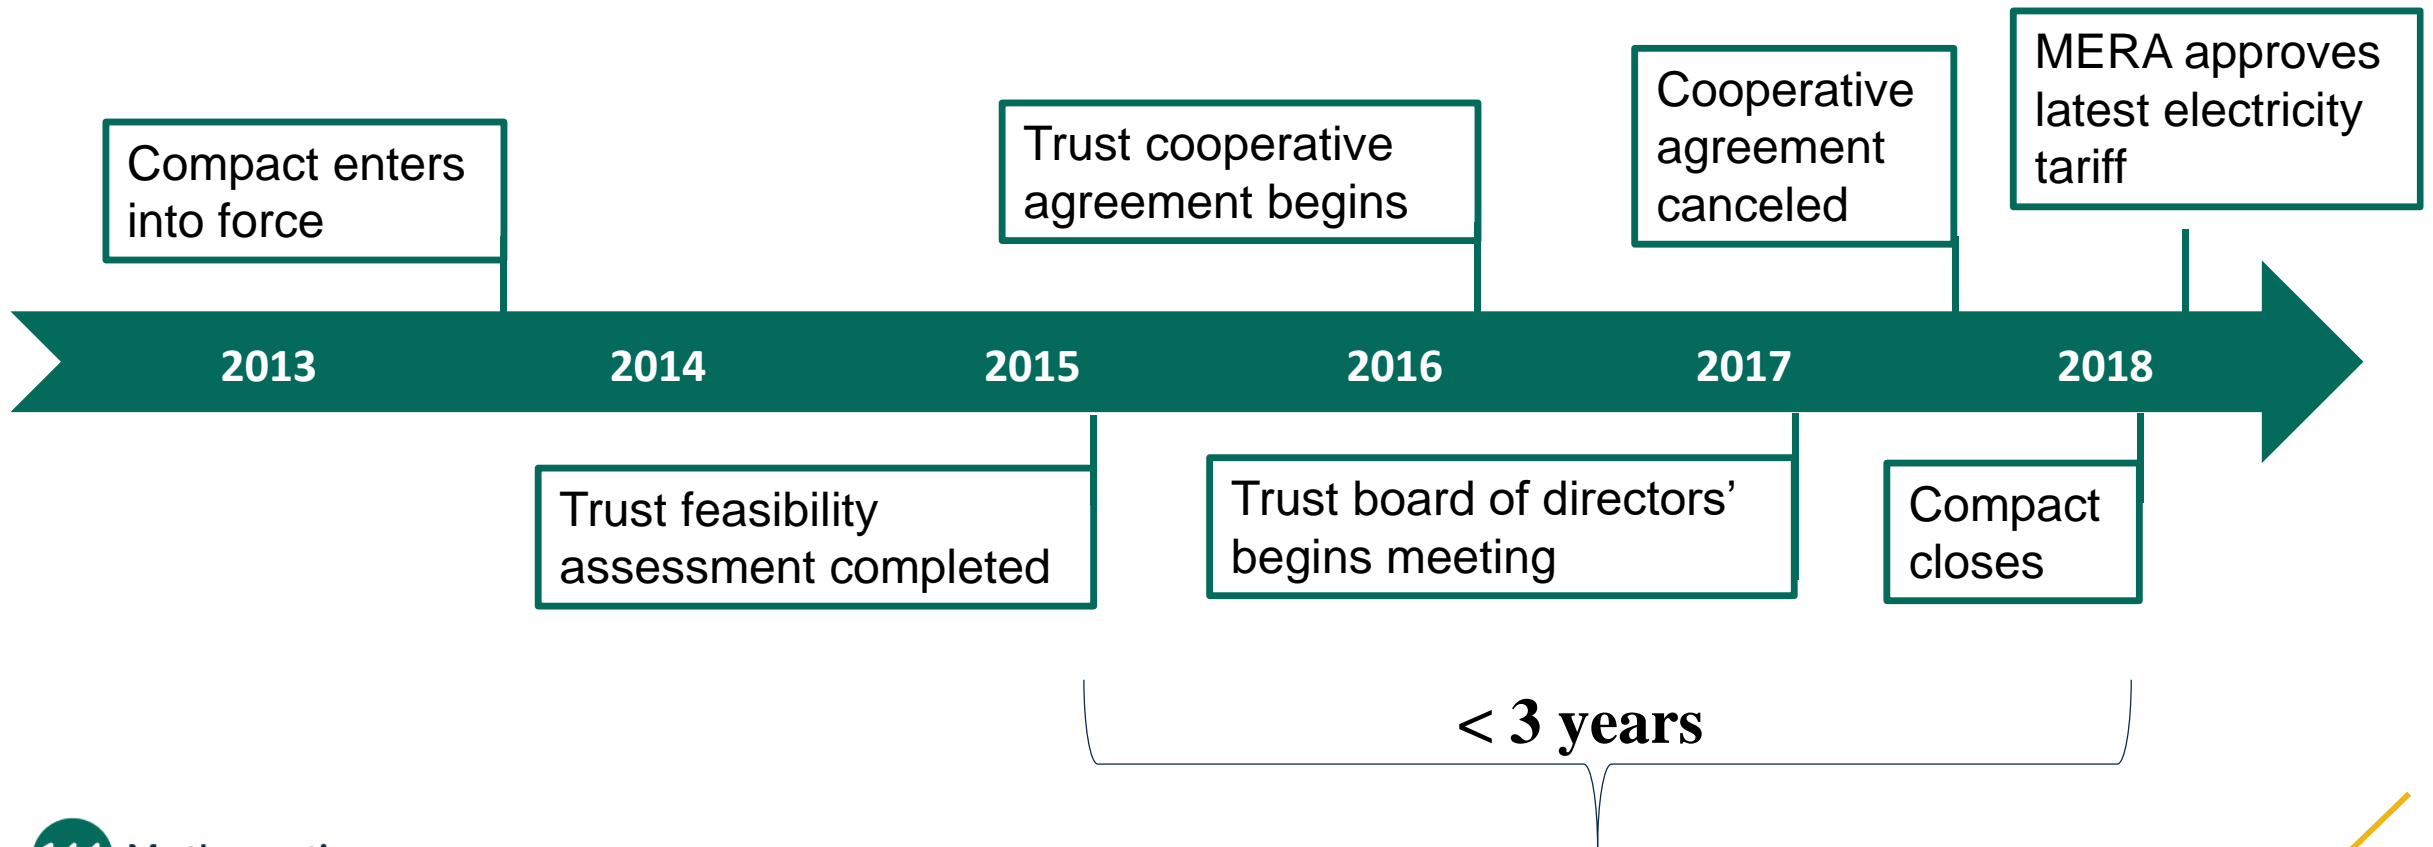 MERA approves
latest electricity
tariff
Cooperative
agreement
canceled
Trust cooperative
agreement begins
Compact enters
into force
2013 2014 2015 2016 2017 2018
Trust feasibility
assessment completed
Trust board of directors’
begins meeting
Compact
closes
< 3 years